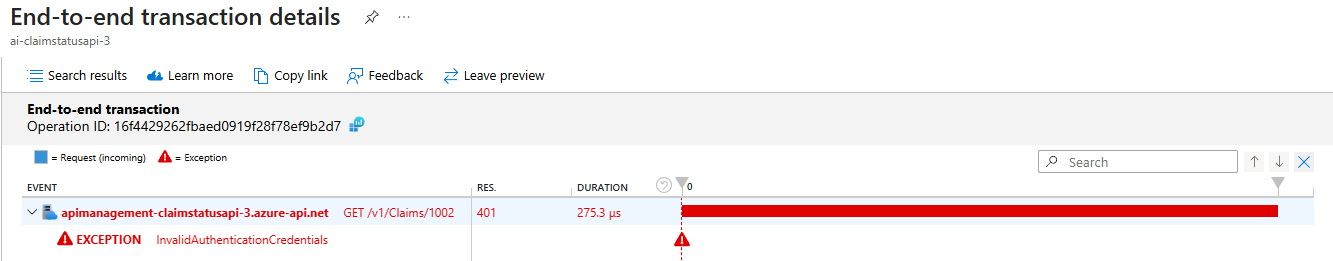 End-to-end transaction details ...
ai-claimstatusapi-3
Search results Learn more Copy link Feedback Leave preview
End-to-end transaction
Operation ID: 16f4429262fbaed0919f28f78ef9b2d7
= Request (incoming) = Exception
Search
EVENT RES. DURATION 0
apimanagement-claimstatusapi-3.azure-api.net GET /v1/Claims/1002 401 275.3 µs
EXCEPTION InvalidAuthenticationCredentials